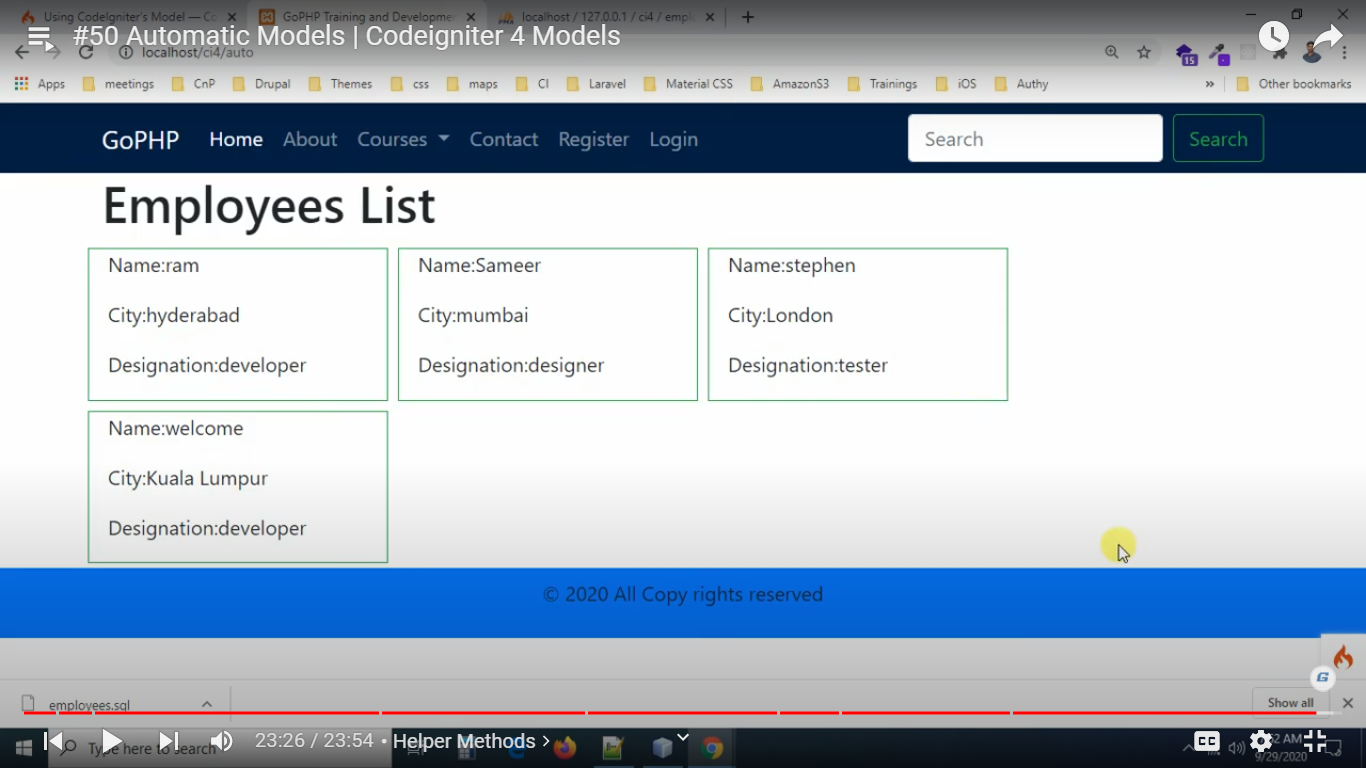 Using CodeIgniter's Model — Co
GoPHP Training and Developmer
localhost / 127.0.0.1 / ci4 / empl
#50 Automatic Models | Codeigniter 4 Models
localhost/ci4/auto
15
Apps meetings CnP Drupal Themes css maps CI Laravel Material CSS AmazonS3 Trainings iOS Authy » Other bookmarks
GoPHP Home About Courses Contact Register Login Search Search
Employees List
Name:ram
City:hyderabad
Designation:developer
Name:Sameer
City:mumbai
Designation:designer
Name:stephen
City:London
Designation:tester
Name:welcome
City:Kuala Lumpur
Designation:developer
© 2020 All Copy rights reserved
G
employees.sql
Show all
Type here to search
23:26 / 23:54 • Helper Methods
CC
AM
9/29/2020